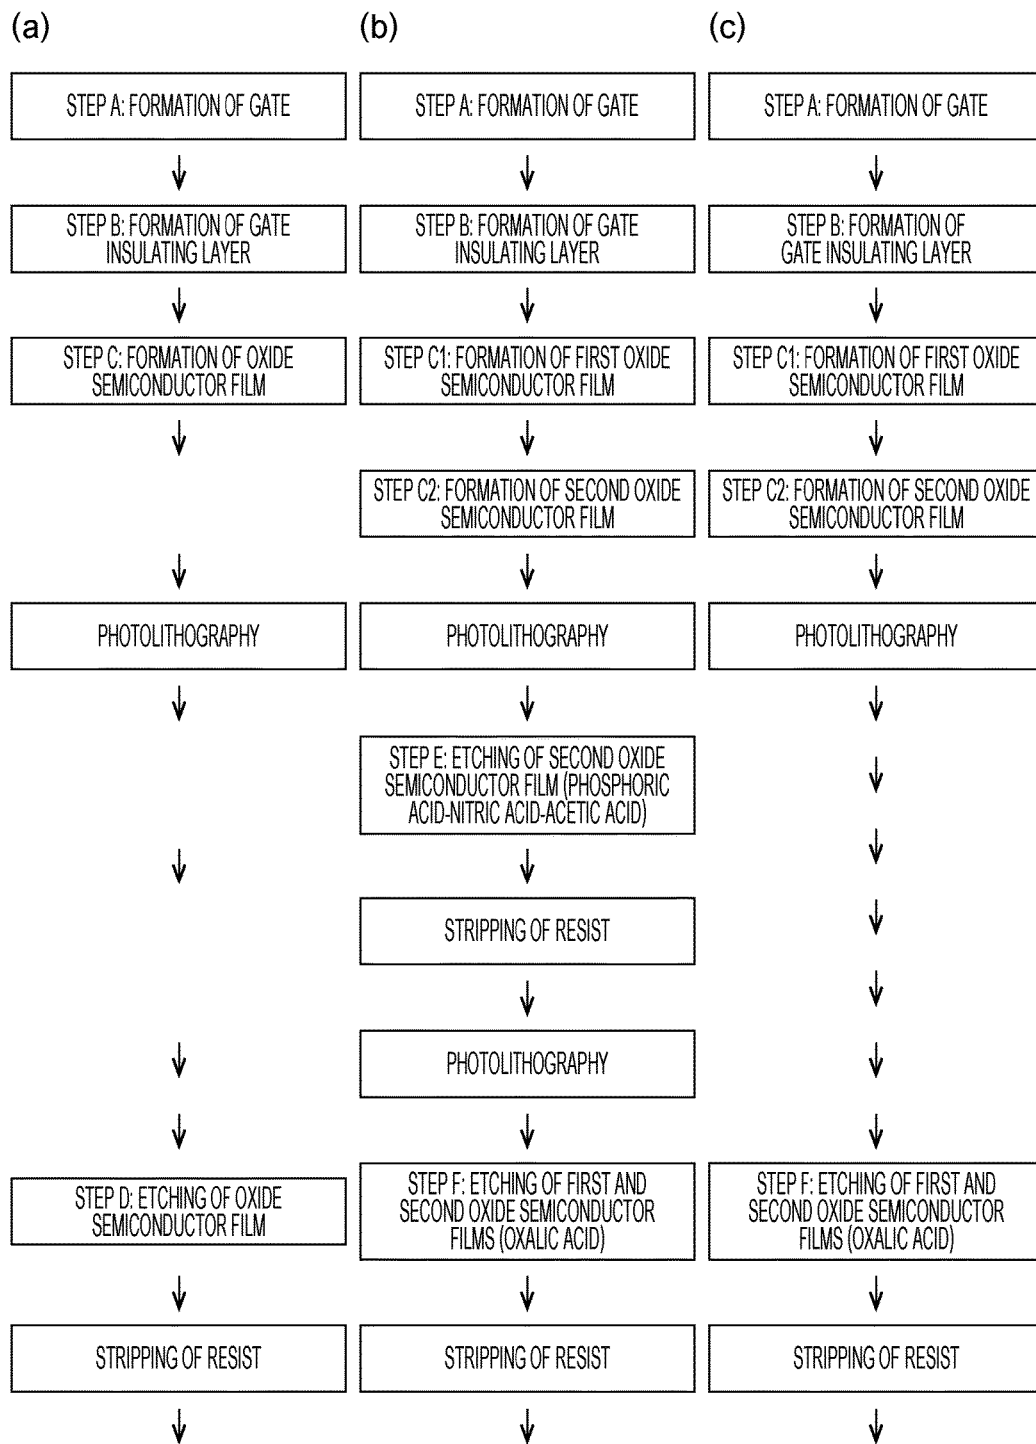 (a)
STEP A: FORMATION OF GATE
STEP B: FORMATION OF GATE
INSULATING LAYER
STEP C: FORMATION OF OXIDE
SEMICONDUCTOR FILM
PHOTOLITHOGRAPHY
STEP D: ETCHING OF OXIDE
SEMICONDUCTOR FILM
STRIPPING OF RESIST
(b)
STEP A: FORMATION OF GATE
STEP B: FORMATION OF GATE
INSULATING LAYER
STEP C1: FORMATION OF FIRST OXIDE
SEMICONDUCTOR FILM
STEP C2: FORMATION OF SECOND OXIDE
SEMICONDUCTOR FILM
PHOTOLITHOGRAPHY
STEP E: ETCHING OF SECOND OXIDE
SEMICONDUCTOR FILM (PHOSPHORIC
ACID-NITRIC ACID-ACETIC ACID)
STRIPPING OF RESIST
PHOTOLITHOGRAPHY
STEP F: ETCHING OF FIRST AND
SECOND OXIDE SEMICONDUCTOR
FILMS (OXALIC ACID)
STRIPPING OF RESIST
(c)
STEP A: FORMATION OF GATE
STEP B: FORMATION OF
GATE INSULATING LAYER
STEP C1: FORMATION OF FIRST OXIDE
SEMICONDUCTOR FILM
STEP C2: FORMATION OF SECOND OXIDE
SEMICONDUCTOR FILM
PHOTOLITHOGRAPHY
STEP F: ETCHING OF FIRST AND
SECOND OXIDE SEMICONDUCTOR
FILMS (OXALIC ACID)
STRIPPING OF RESIST